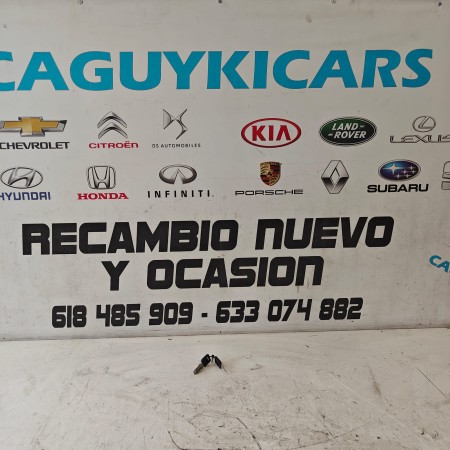 CAGUYKICARS
CHEVROLET CITROËN DS AUTOMOBILES KIA LAND ROVER LEXUS
HYUNDAI HONDA INFINITI PORSCHE SUBARU
RECAMBIO NUEVO
Y OCASION
CA
618 485 909 - 633 074 882